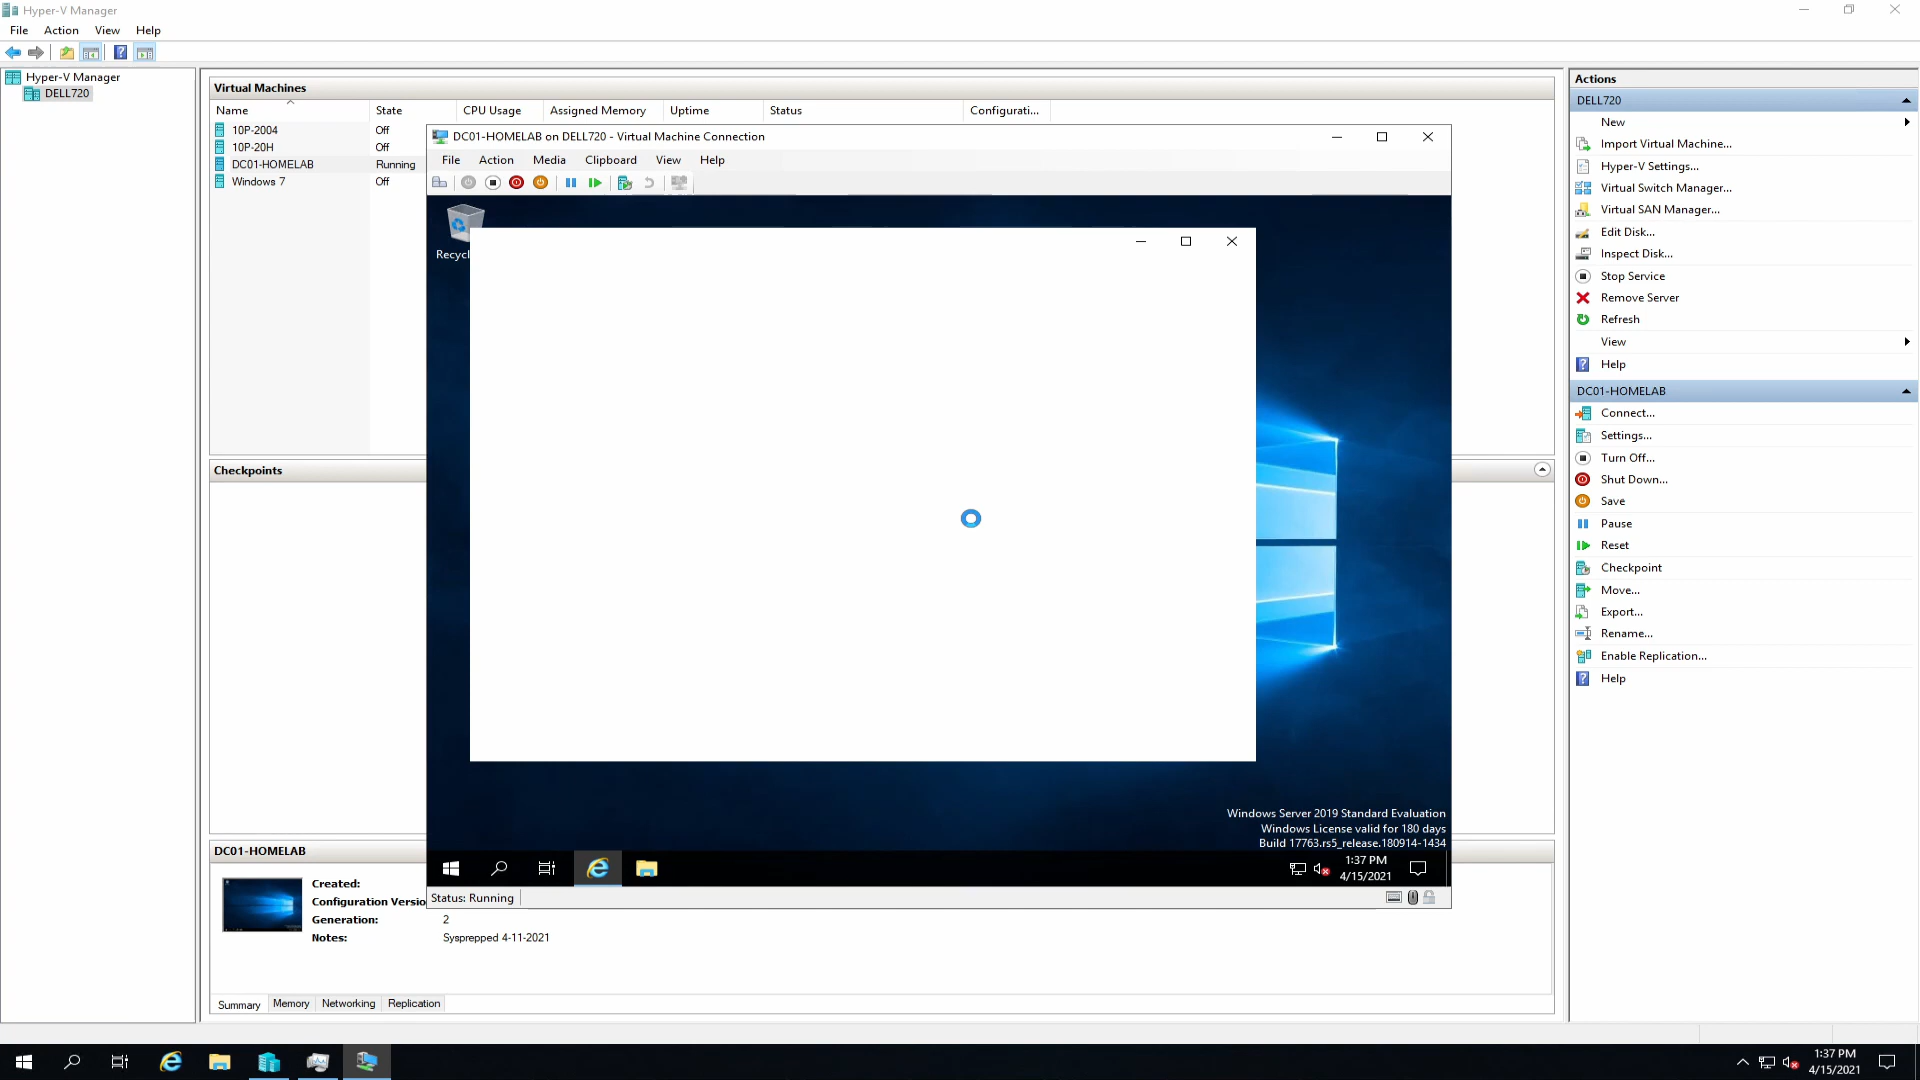 Hyper-V Manager
File Action View Help
Hyper-V Manager
DELL720
Virtual Machines
Name State CPU Usage Assigned Memory Uptime Status Configurati...
10P-2004 Off
10P-20H Off
DC01-HOMELAB Running
Windows 7 Off
DC01-HOMELAB on DELL720 - Virtual Machine Connection
File Action Media Clipboard View Help
Recycl
Windows Server 2019 Standard Evaluation
Windows License valid for 180 days
Build 17763.rs5_release.180914-1434
1:37 PM
4/15/2021
Status: Running
Checkpoints
DC01-HOMELAB
Created:
Configuration Versio
Generation: 2
Notes: Sysprepped 4-11-2021
Summary Memory Networking Replication
Actions
DELL720
New
Import Virtual Machine...
Hyper-V Settings...
Virtual Switch Manager...
Virtual SAN Manager...
Edit Disk...
Inspect Disk...
Stop Service
Remove Server
Refresh
View
Help
DC01-HOMELAB
Connect...
Settings...
Turn Off...
Shut Down...
Save
Pause
Reset
Checkpoint
Move...
Export...
Rename...
Enable Replication...
Help
1:37 PM
4/15/2021